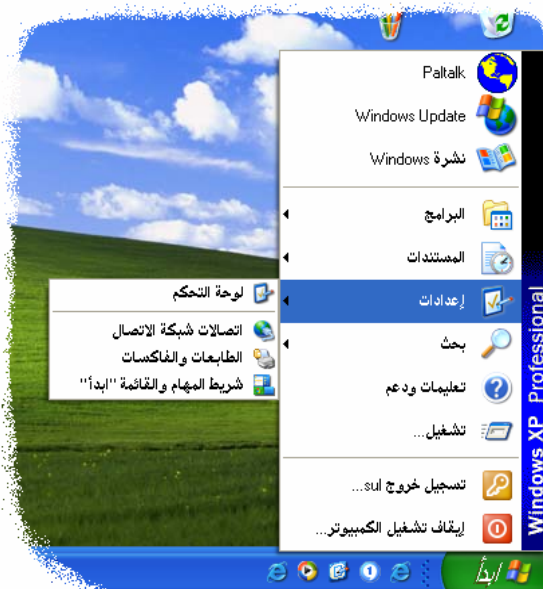 Paltalk
Windows Update
نشرة Windows
البرامج
المستندات
إعدادات
بحث
تعليمات ودعم
تشغيل...
تسجيل خروج sul...
إيقاف تشغيل الكمبيوتر...
Windows XP Professional
لوحة التحكم
اتصالات شبكة الاتصال
الطابعات والفاكسات
شريط المهام والقائمة "ابدأ"
ابدأ